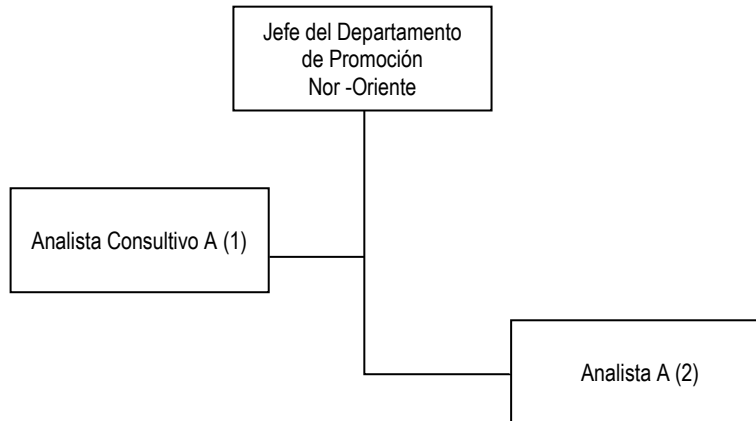 Jefe del Departamento
de Promoción
Nor -Oriente
Analista Consultivo A (1)
Analista A (2)